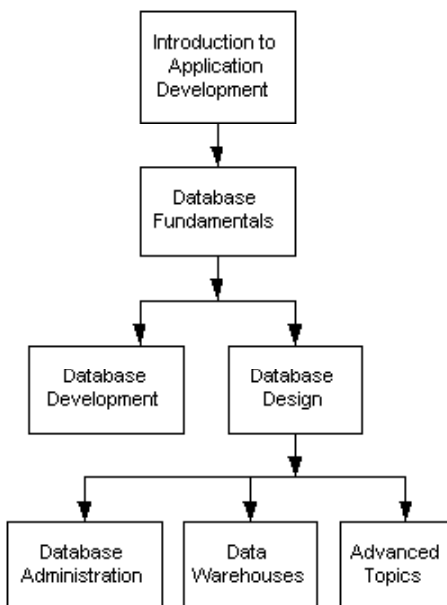 Introduction to
Application
Development
Database
Fundamentals
Database
Development
Database
Design
Database
Administration
Data
Warehouses
Advanced
Topics